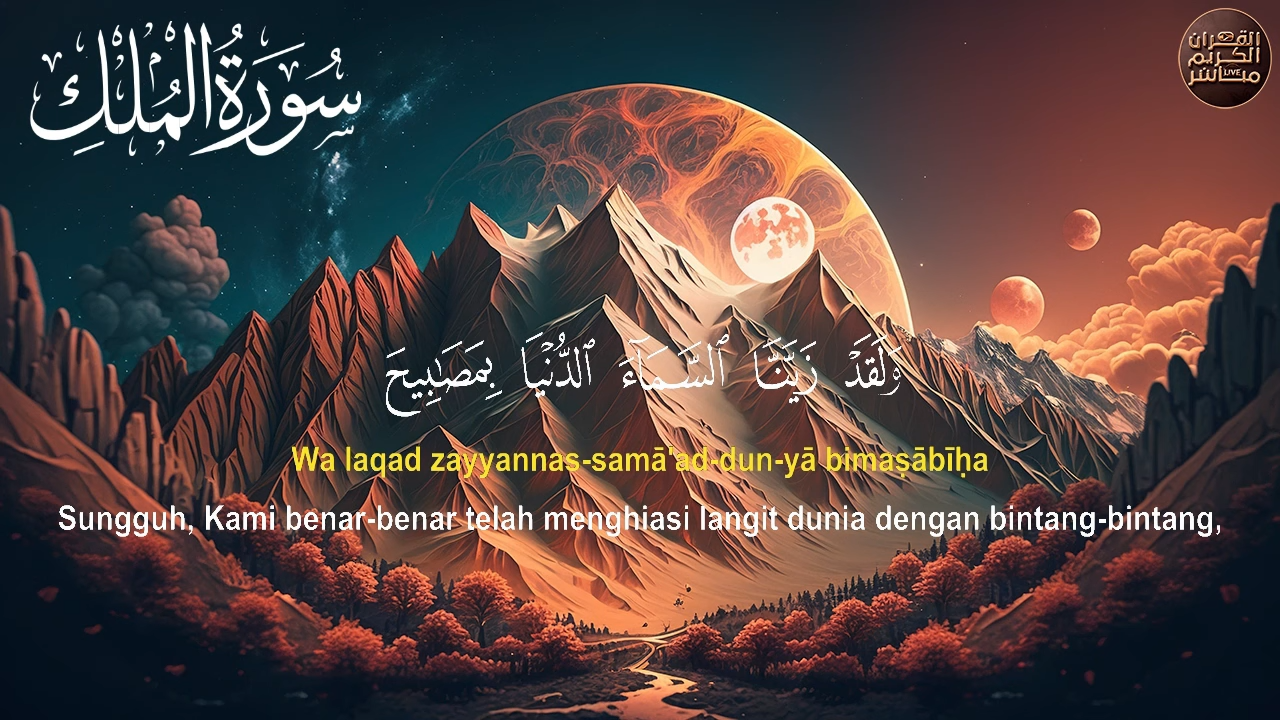 سُورَةُ الْمُلْكِ
القرآن
الكريم
LIVE
مباشر
وَلَقَدْ زَيَّنَّا ٱلسَّمَآءَ ٱلدُّنْيَا بِمَصَٰبِيحَ
Wa laqad zayyannas-samā'ad-dun-yā bimaṣābīḥa
Sungguh, Kami benar-benar telah menghiasi langit dunia dengan bintang-bintang,